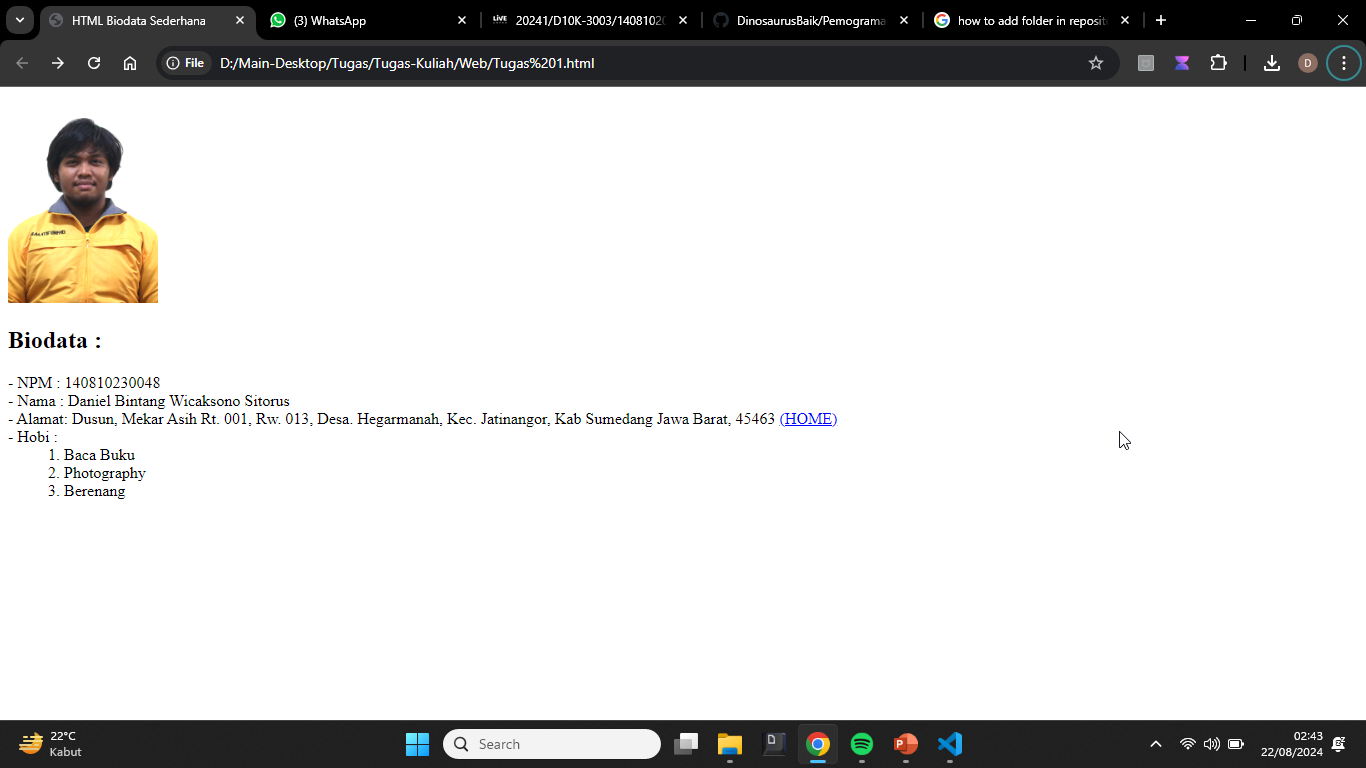 HTML Biodata Sederhana
(3) WhatsApp
LiVE 20241/D10K-3003/1408102
DinosaurusBaik/Pemograma
how to add folder in reposit
File
D:/Main-Desktop/Tugas/Tugas-Kuliah/Web/Tugas%201.html
D
Biodata :
- NPM : 140810230048
- Nama : Daniel Bintang Wicaksono Sitorus
- Alamat: Dusun, Mekar Asih Rt. 001, Rw. 013, Desa. Hegarmanah, Kec. Jatinangor, Kab Sumedang Jawa Barat, 45463 (HOME)
- Hobi :
1. Baca Buku
2. Photography
3. Berenang
22°C
Kabut
Search
02:43
22/08/2024